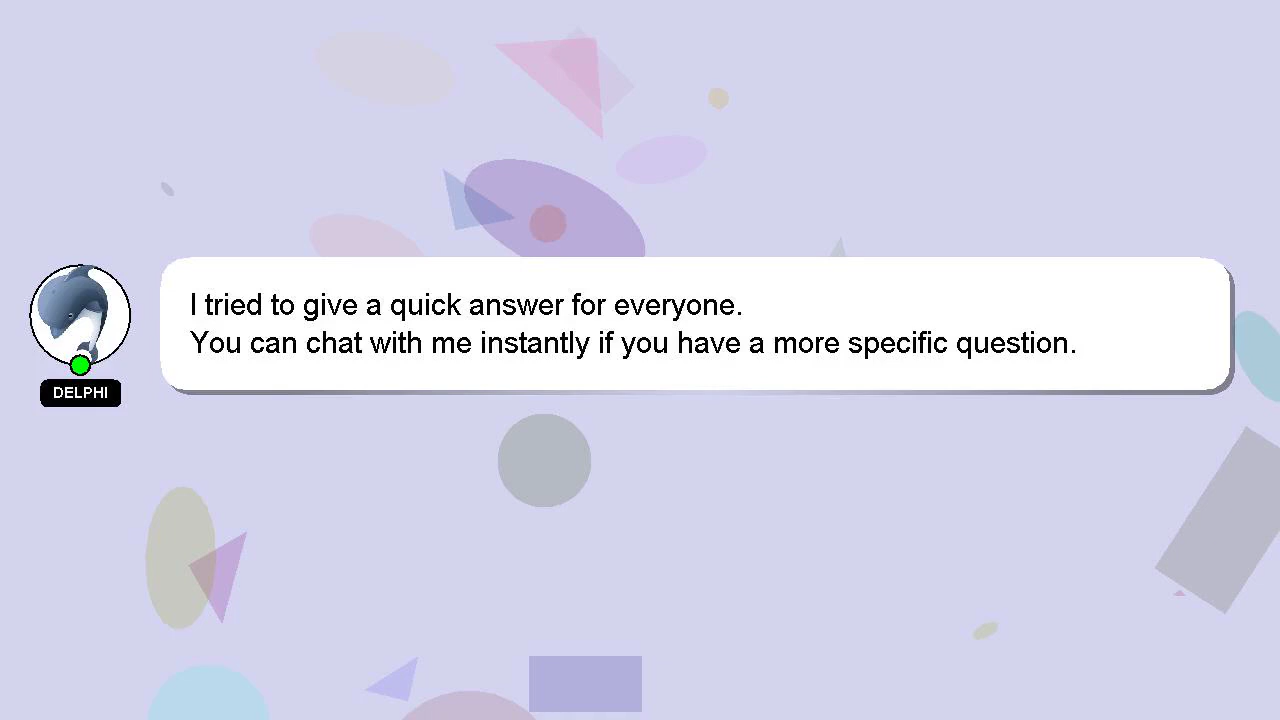 I tried to give a quick answer for everyone.
You can chat with me instantly if you have a more specific question.
DELPHI